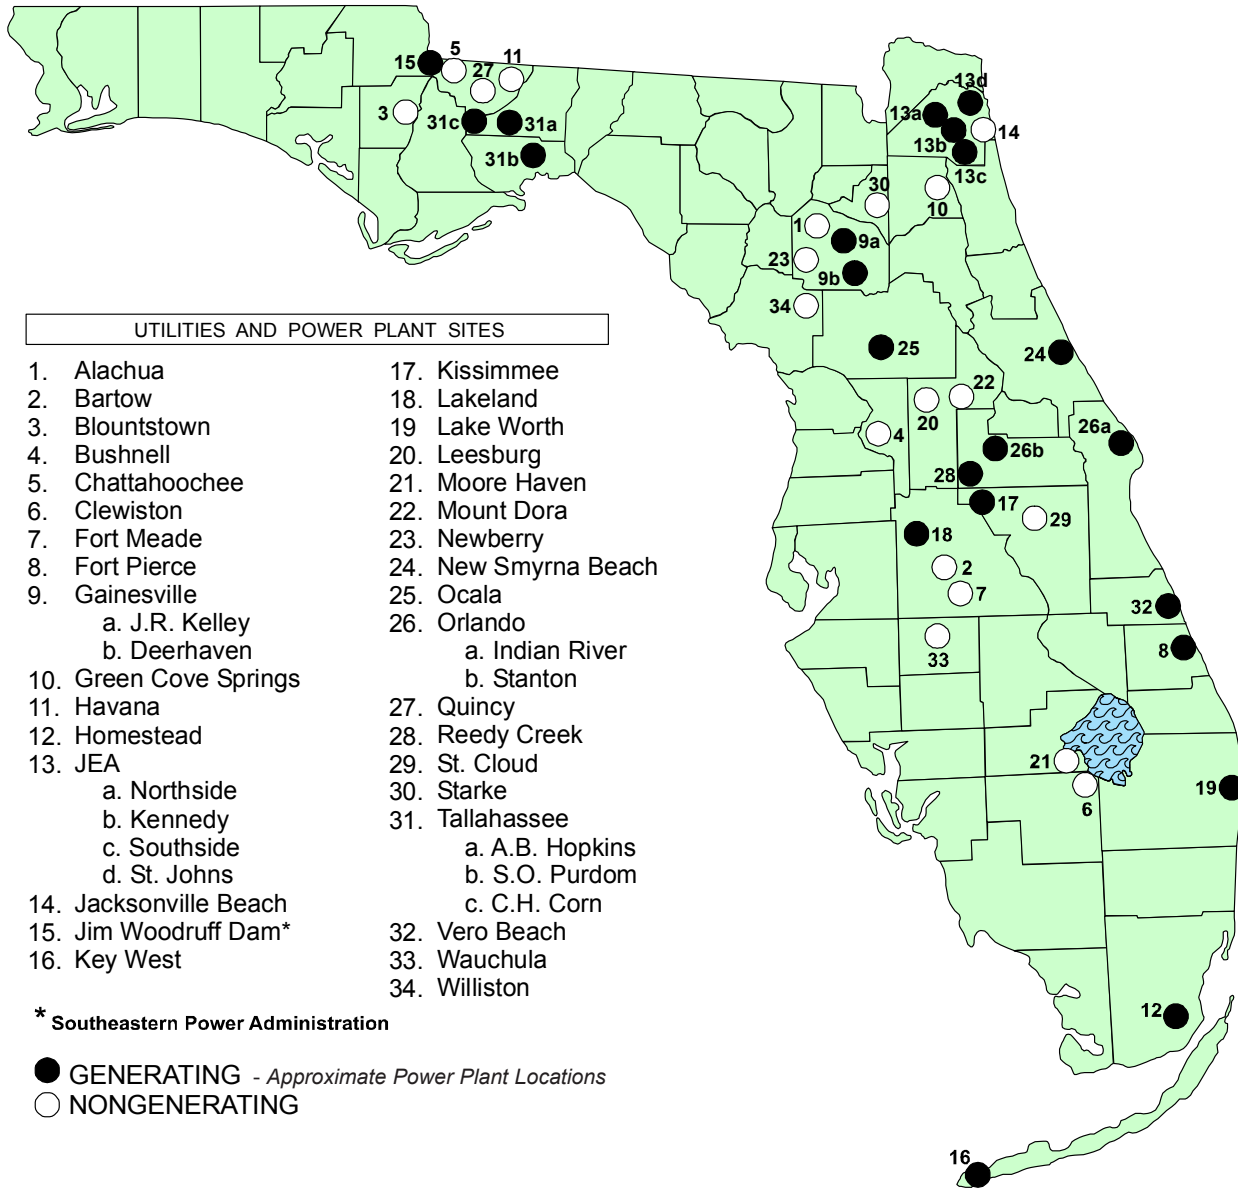 15
5
27
11
3
31c
31a
31b
13d
13a
13b
14
13c
30
10
1
9a
23
9b
34
25
24
22
20
4
26a
26b
28
17
29
18
2
7
32
33
8
21
6
19
12
16
UTILITIES AND POWER PLANT SITES
1. Alachua
2. Bartow
3. Blountstown
4. Bushnell
5. Chattahoochee
6. Clewiston
7. Fort Meade
8. Fort Pierce
9. Gainesville
a. J.R. Kelley
b. Deerhaven
10. Green Cove Springs
11. Havana
12. Homestead
13. JEA
a. Northside
b. Kennedy
c. Southside
d. St. Johns
14. Jacksonville Beach
15. Jim Woodruff Dam*
16. Key West
17. Kissimmee
18. Lakeland
19 Lake Worth
20. Leesburg
21. Moore Haven
22. Mount Dora
23. Newberry
24. New Smyrna Beach
25. Ocala
26. Orlando
a. Indian River
b. Stanton
27. Quincy
28. Reedy Creek
29. St. Cloud
30. Starke
31. Tallahassee
a. A.B. Hopkins
b. S.O. Purdom
c. C.H. Corn
32. Vero Beach
33. Wauchula
34. Williston
* Southeastern Power Administration
GENERATING - Approximate Power Plant Locations
NONGENERATING